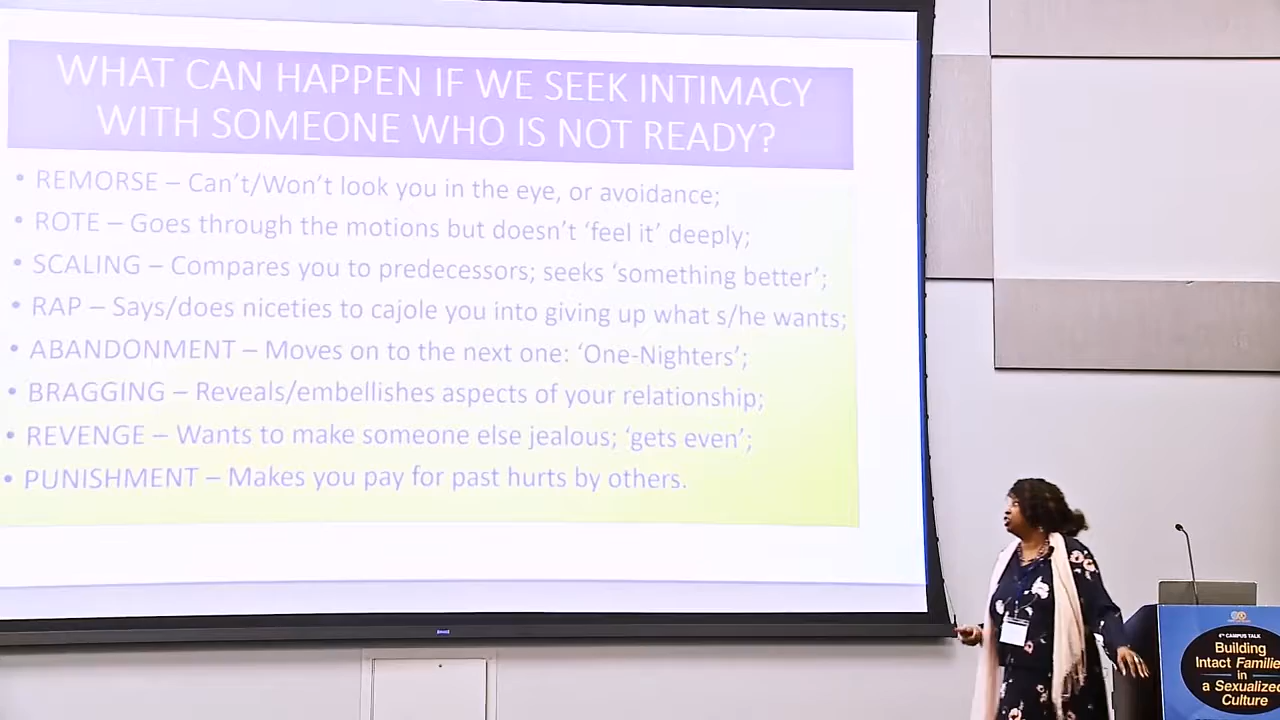 WHAT CAN HAPPEN IF WE SEEK INTIMACY
WITH SOMEONE WHO IS NOT READY?
• REMORSE – Can't/Won't look you in the eye, or avoidance;
• ROTE – Goes through the motions but doesn't 'feel it' deeply;
• SCALING – Compares you to predecessors; seeks 'something better';
• RAP – Says/does niceties to cajole you into giving up what s/he wants;
• ABANDONMENT – Moves on to the next one: 'One-Nighters';
• BRAGGING – Reveals/embellishes aspects of your relationship;
• REVENGE – Wants to make someone else jealous; 'gets even';
• PUNISHMENT – Makes you pay for past hurts by others.
4TH CAMPUS TALK
Building
Intact Familie
in
a Sexualized
Culture